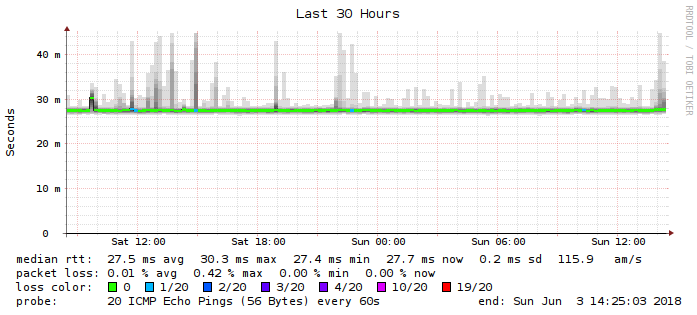 Last 30 Hours
RRDTOOL / TOBI OETIKER
Seconds
40 m
30 m
20 m
10 m
0
Sat 12:00 Sat 18:00 Sun 00:00 Sun 06:00 Sun 12:00
median rtt: 27.5 ms avg 30.3 ms max 27.4 ms min 27.7 ms now 0.2 ms sd 115.9 am/s
packet loss: 0.01 % avg 0.42 % max 0.00 % min 0.00 % now
loss color: 0 1/20 2/20 3/20 4/20 10/20 19/20
probe: 20 ICMP Echo Pings (56 Bytes) every 60s end: Sun Jun 3 14:25:03 2018